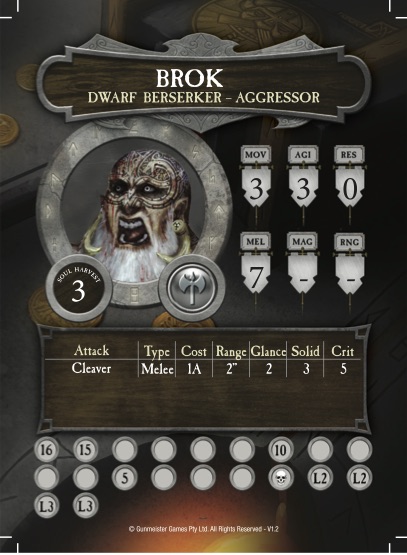 BROK
DWARF BERSERKER - AGGRESSOR
MOV AGI RES
3 3 0
MEL MAG RNG
7 - -
SOUL HARVEST
3
Attack Type Cost Range Glance Solid Crit
Cleaver Melee 1A 2" 2 3 5
16 15 10
5 L2 L2
L3 L3
© Gunmeister Games Pty Ltd. All Rights Reserved - V1.2